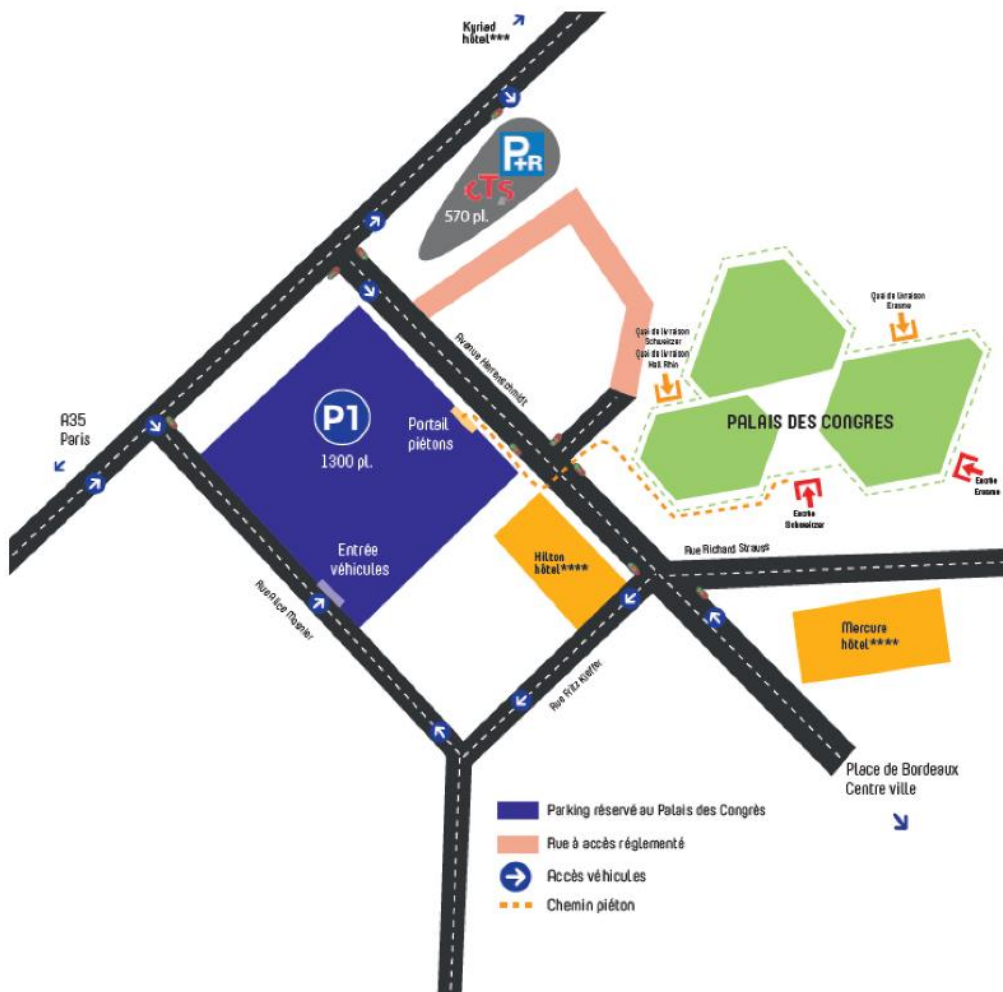 Kyriad
hôtel***
P+R
CTS
570 pl.
Quai de livraison
Erasme
Quai de livraison
Schweitzer
Quai de livraison
Hall Rhin
Avenue Herrenschmidt
A35
Paris
P1
1300 pl.
Portail
piétons
PALAIS DES CONGRES
Entrée
Erasme
Entrée
Schweitzer
Entrée
véhicules
Hilton
hôtel****
Rue Richard Strauss
Rue Alice Mosnier
Mercure
hôtel****
Rue Fritz Kieffer
Place de Bordeaux
Centre ville
Parking réservé au Palais des Congrès
Rue à accès réglementé
Accès véhicules
Chemin piéton